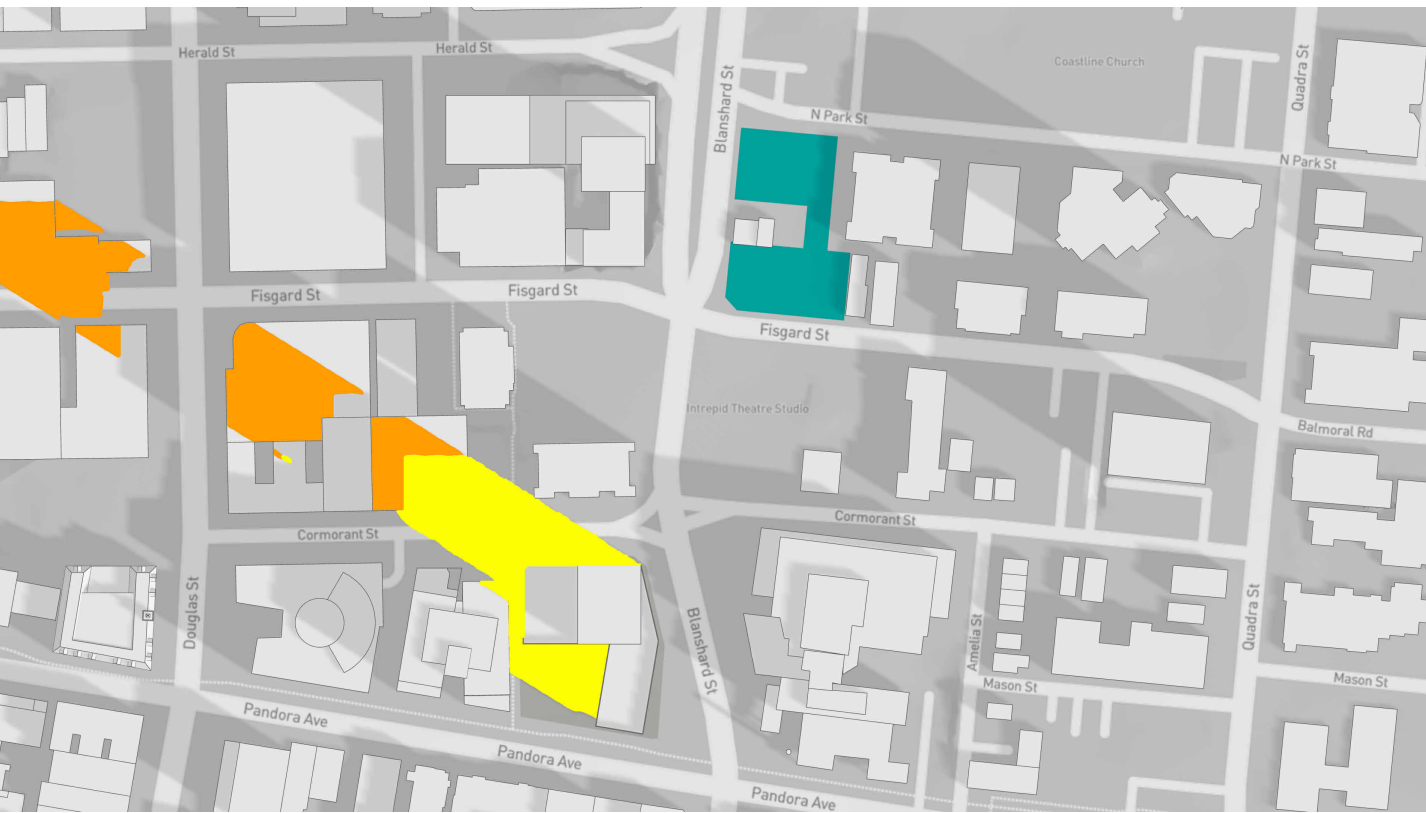 Herald St
Herald St
Coastline Church
Quadra St
Blanshard St
N Park St
N Park St
Fisgard St
Fisgard St
Fisgard St
Intrepid Theatre Studio
Balmoral Rd
Cormorant St
Cormorant St
Douglas St
Blanshard St
Amelia St
Quadra St
Mason St
Mason St
Pandora Ave
Pandora Ave
Pandora Ave